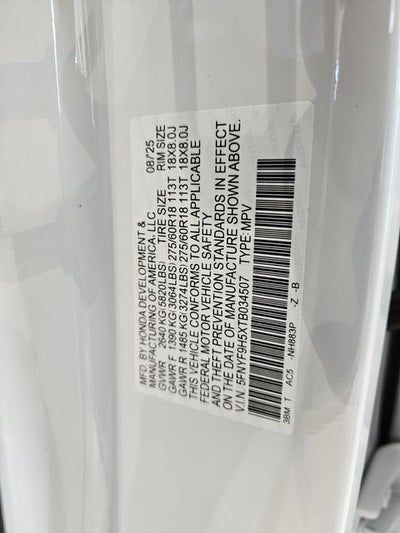 MFD. BY HONDA DEVELOPMENT &
MANUFACTURING OF AMERICA, LLC 08/25
GVWR 2640 KG(5820LBS) TIRE SIZE RIM SIZE
GAWR F 1390 KG(3064LBS) 275/60R18 113T 18X8.0J
GAWR R 1485 KG(3274LBS) 275/60R18 113T 18X8.0J
THIS VEHICLE CONFORMS TO ALL APPLICABLE
FEDERAL MOTOR VEHICLE SAFETY
AND THEFT PREVENTION STANDARDS IN EFFECT
ON THE DATE OF MANUFACTURE SHOWN ABOVE.
V.I.N. 5FNYF9H5XTB034507 TYPE: MPV
3BM T AC5 -NH883P -Z -B